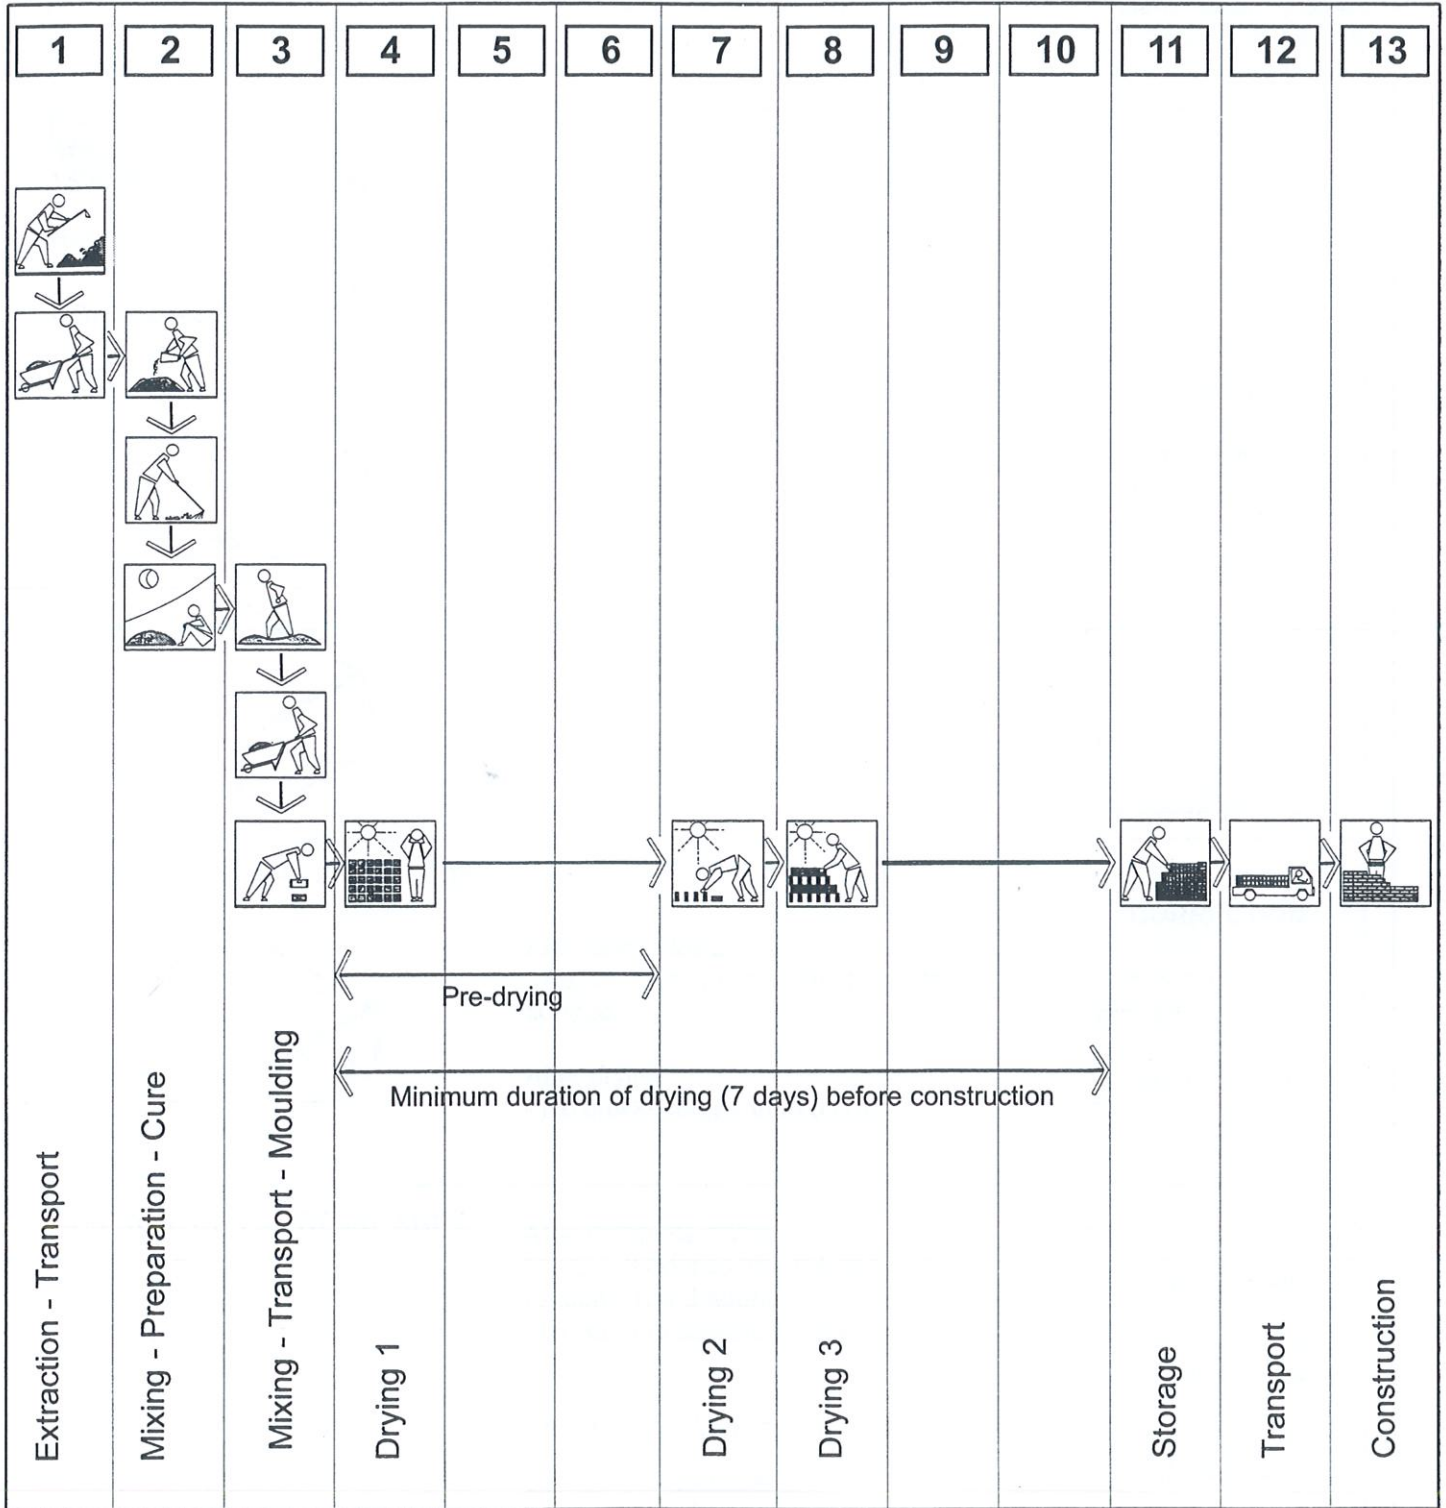 1 2 3 4 5 6 7 8 9 10 11 12 13
Pre-drying
Minimum duration of drying (7 days) before construction
Extraction - Transport
Mixing - Preparation - Cure
Mixing - Transport - Moulding
Drying 1
Drying 2
Drying 3
Storage
Transport
Construction